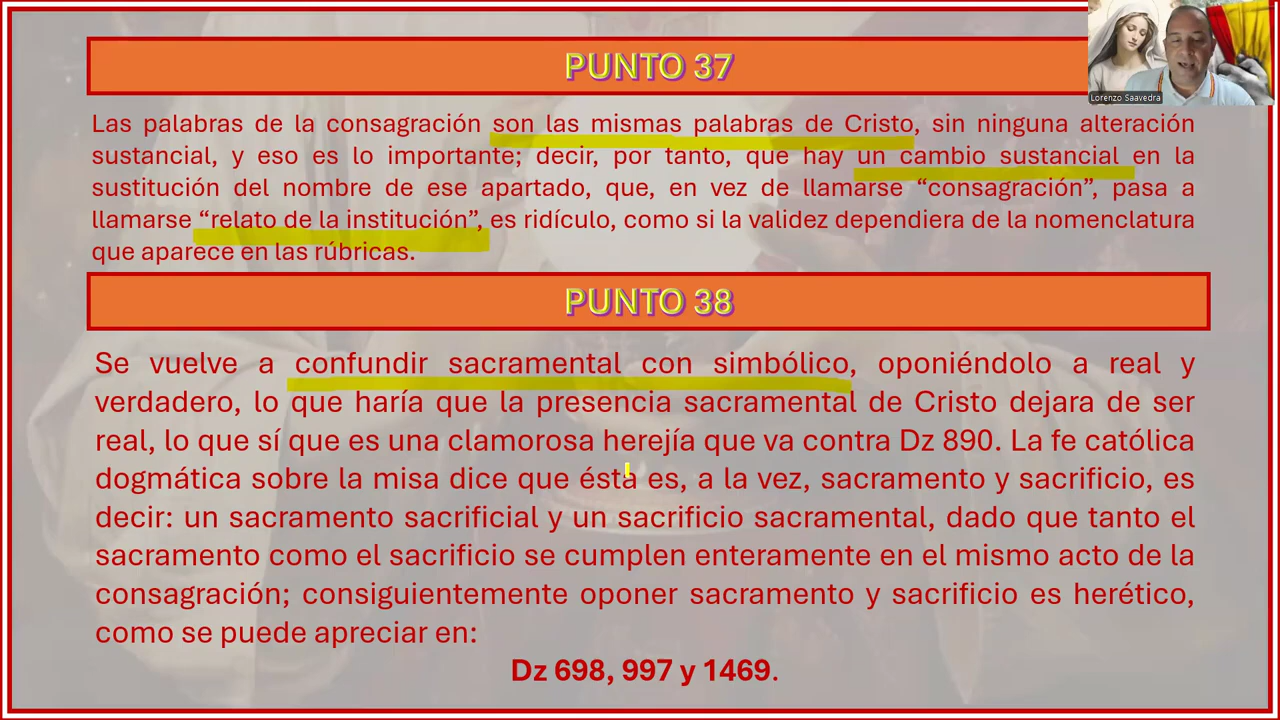 PUNTO 37
Lorenzo Saavedra
Las palabras de la consagración son las mismas palabras de Cristo, sin ninguna alteración
sustancial, y eso es lo importante; decir, por tanto, que hay un cambio sustancial en la
sustitución del nombre de ese apartado, que, en vez de llamarse “consagración”, pasa a
llamarse “relato de la institución”, es ridículo, como si la validez dependiera de la nomenclatura
que aparece en las rúbricas.
PUNTO 38
Se vuelve a confundir sacramental con simbólico, oponiéndolo a real y
verdadero, lo que haría que la presencia sacramental de Cristo dejara de ser
real, lo que sí que es una clamorosa herejía que va contra Dz 890. La fe católica
dogmática sobre la misa dice que ésta es, a la vez, sacramento y sacrificio, es
decir: un sacramento sacrificial y un sacrificio sacramental, dado que tanto el
sacramento como el sacrificio se cumplen enteramente en el mismo acto de la
consagración; consiguientemente oponer sacramento y sacrificio es herético,
como se puede apreciar en:
Dz 698, 997 y 1469.